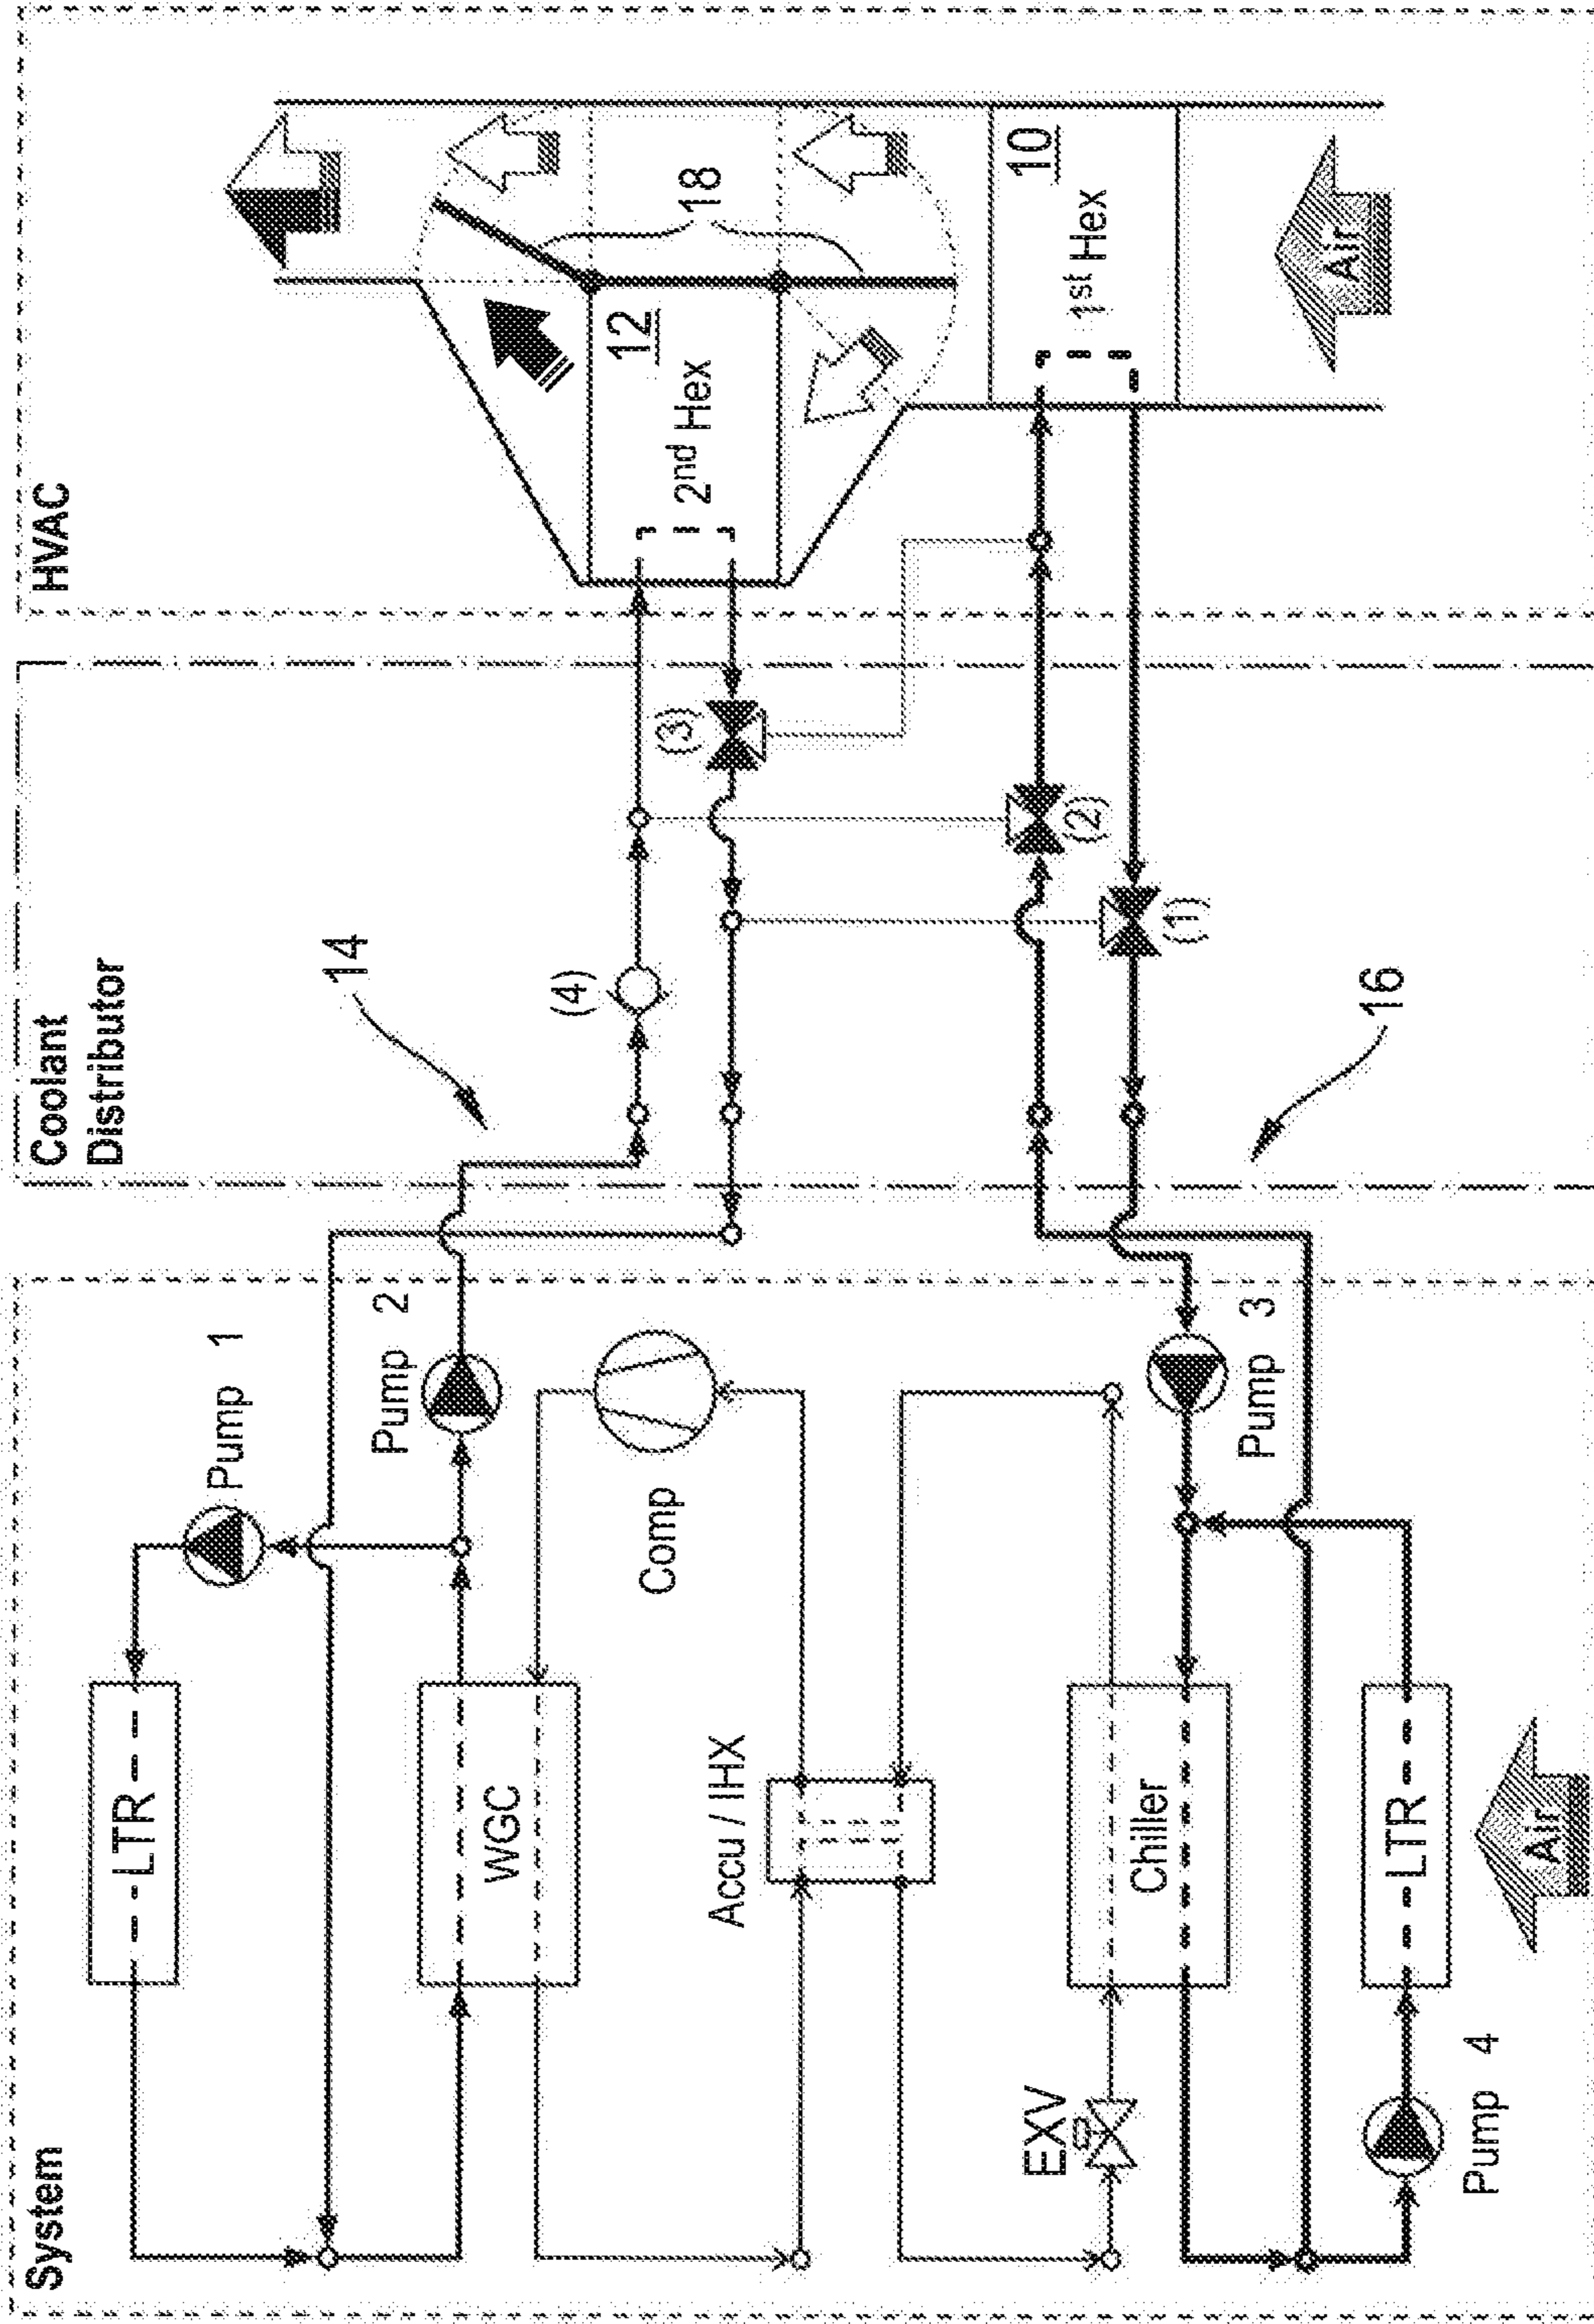 System
LTR
Pump 1
WGC
Pump 2
Comp
Accu / IHX
EXV
Chiller
Pump 3
LTR
Pump 4
Air
Coolant
Distributor
14
(4)
(3)
(2)
(1)
16
HVAC
12
2nd Hex
18
10
1st Hex
Air